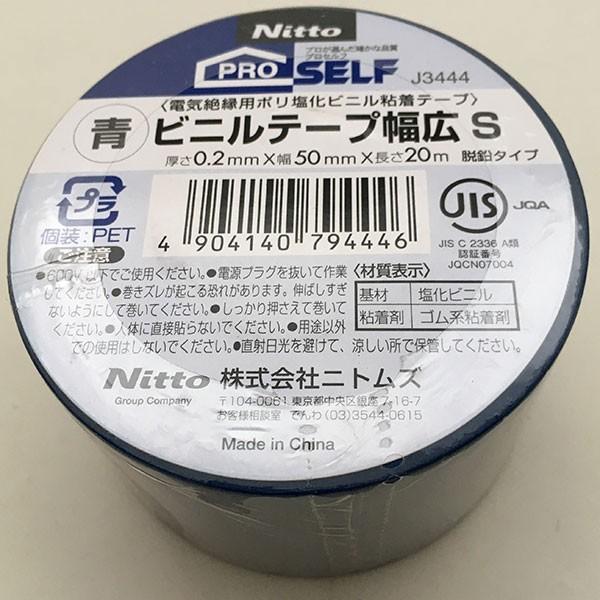 Nitto
プロが選んだ確かな品質
プロセルフ
PRO SELF J3444
〈電気絶縁用ポリ塩化ビニル粘着テープ〉
青 ビニルテープ幅広 S
厚さ0.2mm×幅50mm×長さ20m 脱鉛タイプ
プラ
個装:PET
4 904140 794446
JIS JQA
JIS C 2336 A類
認証番号
JQCN07004
ご注意
●600V以下でご使用ください。●電源プラグを抜いて作業
してください。●巻きズレが起こる恐れがあります。伸ばしすぎ
ないようにして巻いてください。●しっかり押さえて巻いて
ください。●人体に直接貼らないでください。●用途以外
での使用はしないでください。●直射日光を避けて、涼しい所で保管してください。
〈材質表示〉
基材 塩化ビニル
粘着剤 ゴム系粘着剤
Nitto 株式会社ニトムズ
Group Company
〒104-0061 東京都中央区銀座7-16-7
お客様相談室 でんわ(03)3544-0615
Made in China